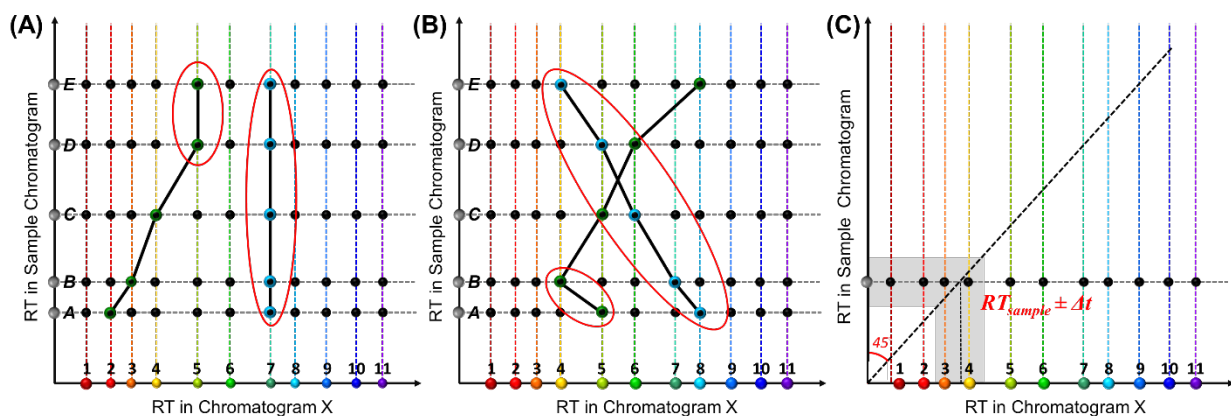 (A)
RT in Sample Chromatogram
E
D
C
B
A
1 2 3 4 5 6 7 8 9 10 11
RT in Chromatogram X
(B)
RT in Sample Chromatogram
E
D
C
B
A
1 2 3 4 5 6 7 8 9 10 11
RT in Chromatogram X
(C)
RT in Sample Chromatogram
RTsample ± Δt
45
1 2 3 4 5 6 7 8 9 10 11
RT in Chromatogram X